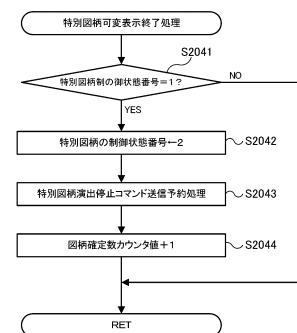 特別図柄可変表示終了処理
S2041
特別図柄制の御状態番号=1?
NO
YES
特別図柄の制御状態番号←2
S2042
特別図柄演出停止コマンド送信予約処理
S2043
図柄確定数カウンタ値+1
S2044
RET